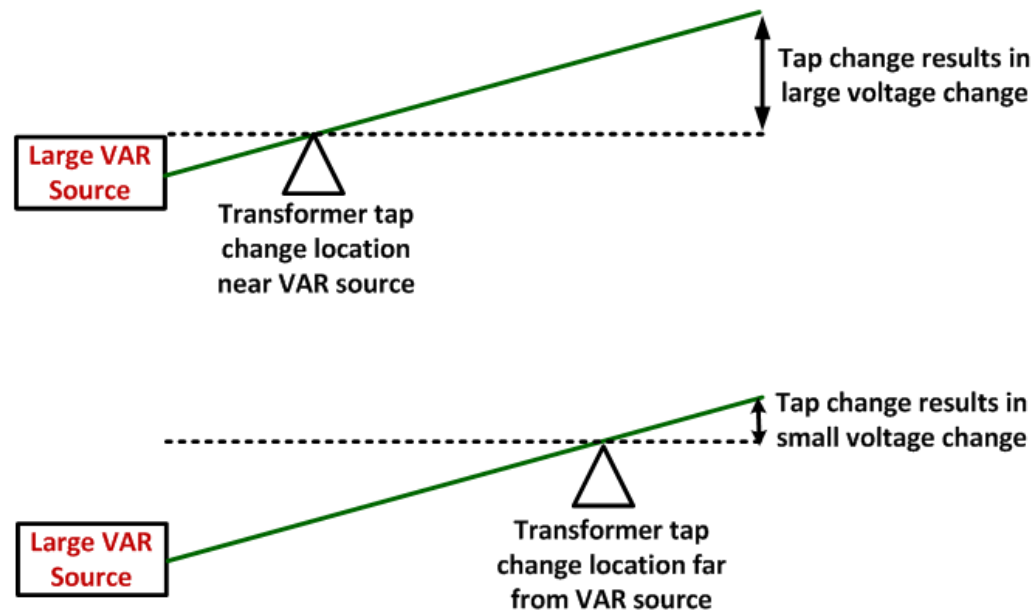 Tap change results in
large voltage change
Large VAR
Source
Transformer tap
change location
near VAR source
Tap change results in
small voltage change
Large VAR
Source
Transformer tap
change location far
from VAR source